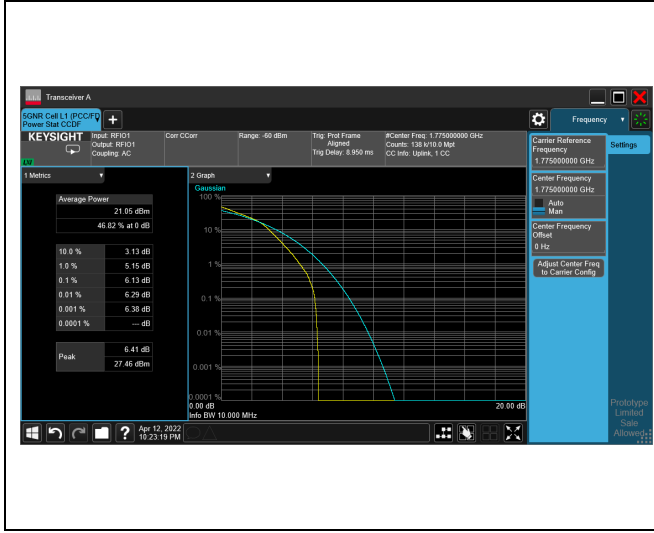 Transceiver A
5GNR Cell L1 (PCC/FD
Power Stat CCDF
KEYSIGHT
LW
Input: RFIO1
Output: RFIO1
Coupling: AC
Corr CCorr
Range: -60 dBm
Trig: Prot Frame
Aligned
Trig Delay: 8.950 ms
#Center Freq: 1.775000000 GHz
Counts: 138 k/10.0 Mpt
CC Info: Uplink, 1 CC
1 Metrics
Average Power
21.05 dBm
46.82 % at 0 dB
10.0 % 3.13 dB
1.0 % 5.15 dB
0.1 % 6.13 dB
0.01 % 6.29 dB
0.001 % 6.38 dB
0.0001 % --- dB
Peak
6.41 dB
27.46 dBm
2 Graph
Gaussian
100 %
10 %
1 %
0.1 %
0.01 %
0.001 %
0.0001 %
0.00 dB
20.00 dB
Info BW 10.000 MHz
Frequency
Settings
Carrier Reference
Frequency
1.775000000 GHz
Center Frequency
1.775000000 GHz
Auto
Man
Center Frequency
Offset
0 Hz
Adjust Center Freq
to Carrier Config
Prototype
Limited
Sale
Allowed
?
Apr 12, 2022
10:23:19 PM